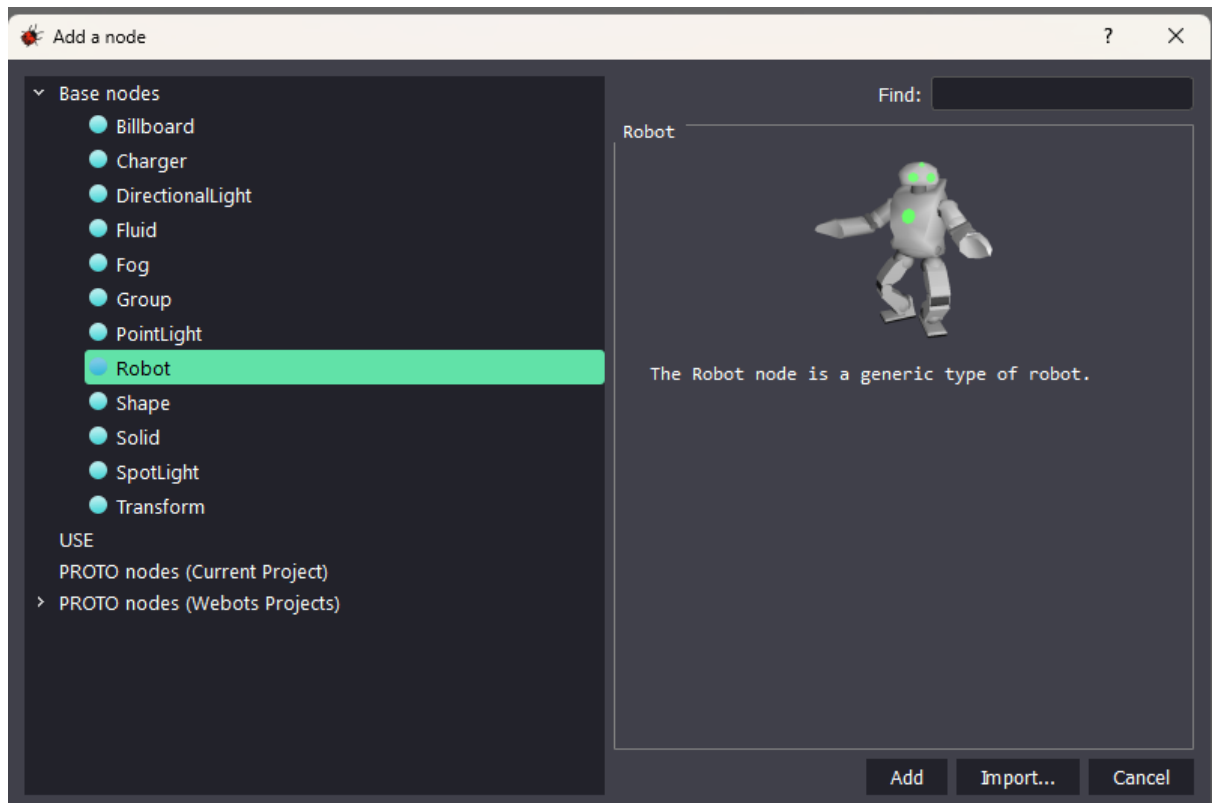 Add a node
?
Base nodes
Billboard
Charger
DirectionalLight
Fluid
Fog
Group
PointLight
Robot
Shape
Solid
SpotLight
Transform
USE
PROTO nodes (Current Project)
PROTO nodes (Webots Projects)
Find:
Robot
The Robot node is a generic type of robot.
Add
Import...
Cancel